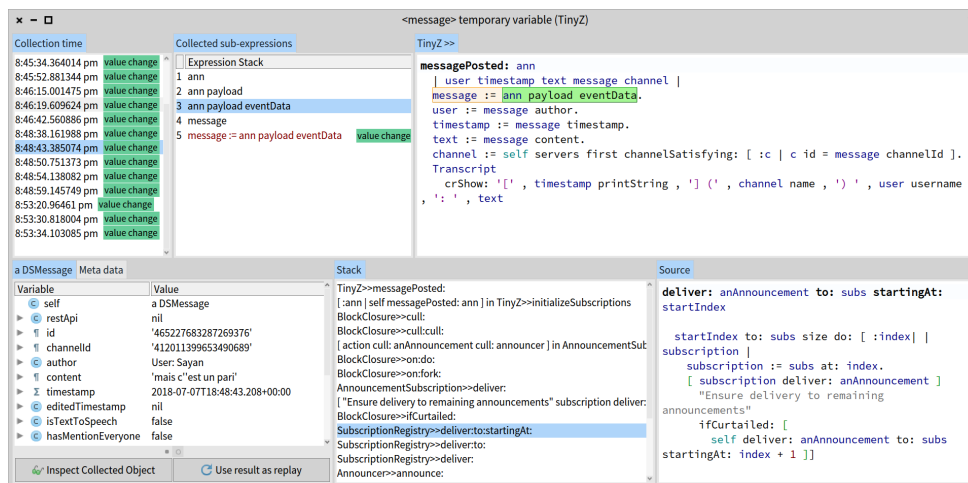 <message> temporary variable (TinyZ)
Collection time
8:45:34.364014 pm value change
8:45:52.881344 pm value change
8:46:15.001475 pm value change
8:46:19.609624 pm value change
8:46:42.560886 pm value change
8:48:38.161988 pm value change
8:48:43.385074 pm value change
8:48:50.751373 pm value change
8:48:54.138082 pm value change
8:48:59.145749 pm value change
8:53:20.96461 pm value change
8:53:30.818004 pm value change
8:53:34.103085 pm value change
Collected sub-expressions
Expression Stack
1 ann
2 ann payload
3 ann payload eventData
4 message
5 message := ann payload eventData value change
TinyZ >>
messagePosted: ann
| user timestamp text message channel |
message := ann payload eventData.
user := message author.
timestamp := message timestamp.
text := message content.
channel := self servers first channelSatisfying: [ :c | c id = message channelId ].
Transcript
crShow: '[' , timestamp printString , '] (' , channel name , ') ' , user username
, ': ' , text
a DSMessage Meta data
Variable Value
self a DSMessage
restApi nil
id '465227683287269376'
channelId '412011399653490689'
author User: Sayan
content 'mais c''est un pari'
timestamp 2018-07-07T18:48:43.208+00:00
editedTimestamp nil
isTextToSpeech false
hasMentionEveryone false
Inspect Collected Object
Use result as replay
Stack
TinyZ>>messagePosted:
[ :ann | self messagePosted: ann ] in TinyZ>>initializeSubscriptions
BlockClosure>>cull:
BlockClosure>>cull:cull:
[ action cull: anAnnouncement cull: announcer ] in AnnouncementSub
BlockClosure>>on:do:
BlockClosure>>on:fork:
AnnouncementSubscription>>deliver:
[ "Ensure delivery to remaining announcements" subscription deliver:
BlockClosure>>ifCurtailed:
SubscriptionRegistry>>deliver:to:startingAt:
SubscriptionRegistry>>deliver:to:
SubscriptionRegistry>>deliver:
Announcer>>announce:
Source
deliver: anAnnouncement to: subs startingAt:
startIndex
startIndex to: subs size do: [ :index| |
subscription |
subscription := subs at: index.
[ subscription deliver: anAnnouncement ]
"Ensure delivery to remaining
announcements"
ifCurtailed: [
self deliver: anAnnouncement to: subs
startingAt: index + 1 ]]